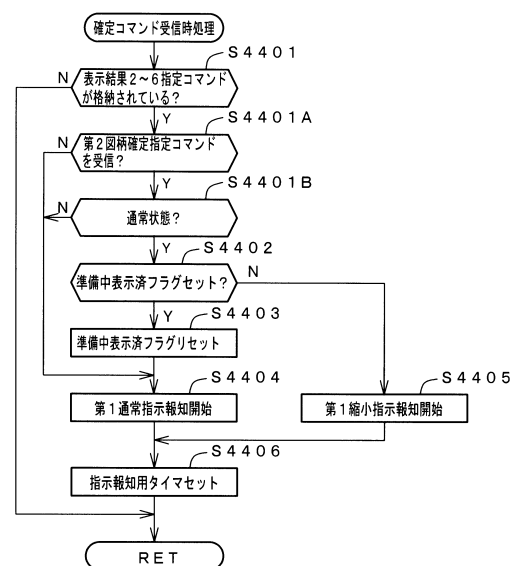 確定コマンド受信時処理
S4401
表示結果2~6指定コマンド
が格納されている?
N
Y
S4401A
第2図柄確定指定コマンド
を受信?
N
Y
S4401B
通常状態?
N
Y
S4402
準備中表示済フラグセット?
N
Y
S4403
準備中表示済フラグリセット
S4404
第1通常指示報知開始
S4405
第1縮小指示報知開始
S4406
指示報知用タイマセット
RET